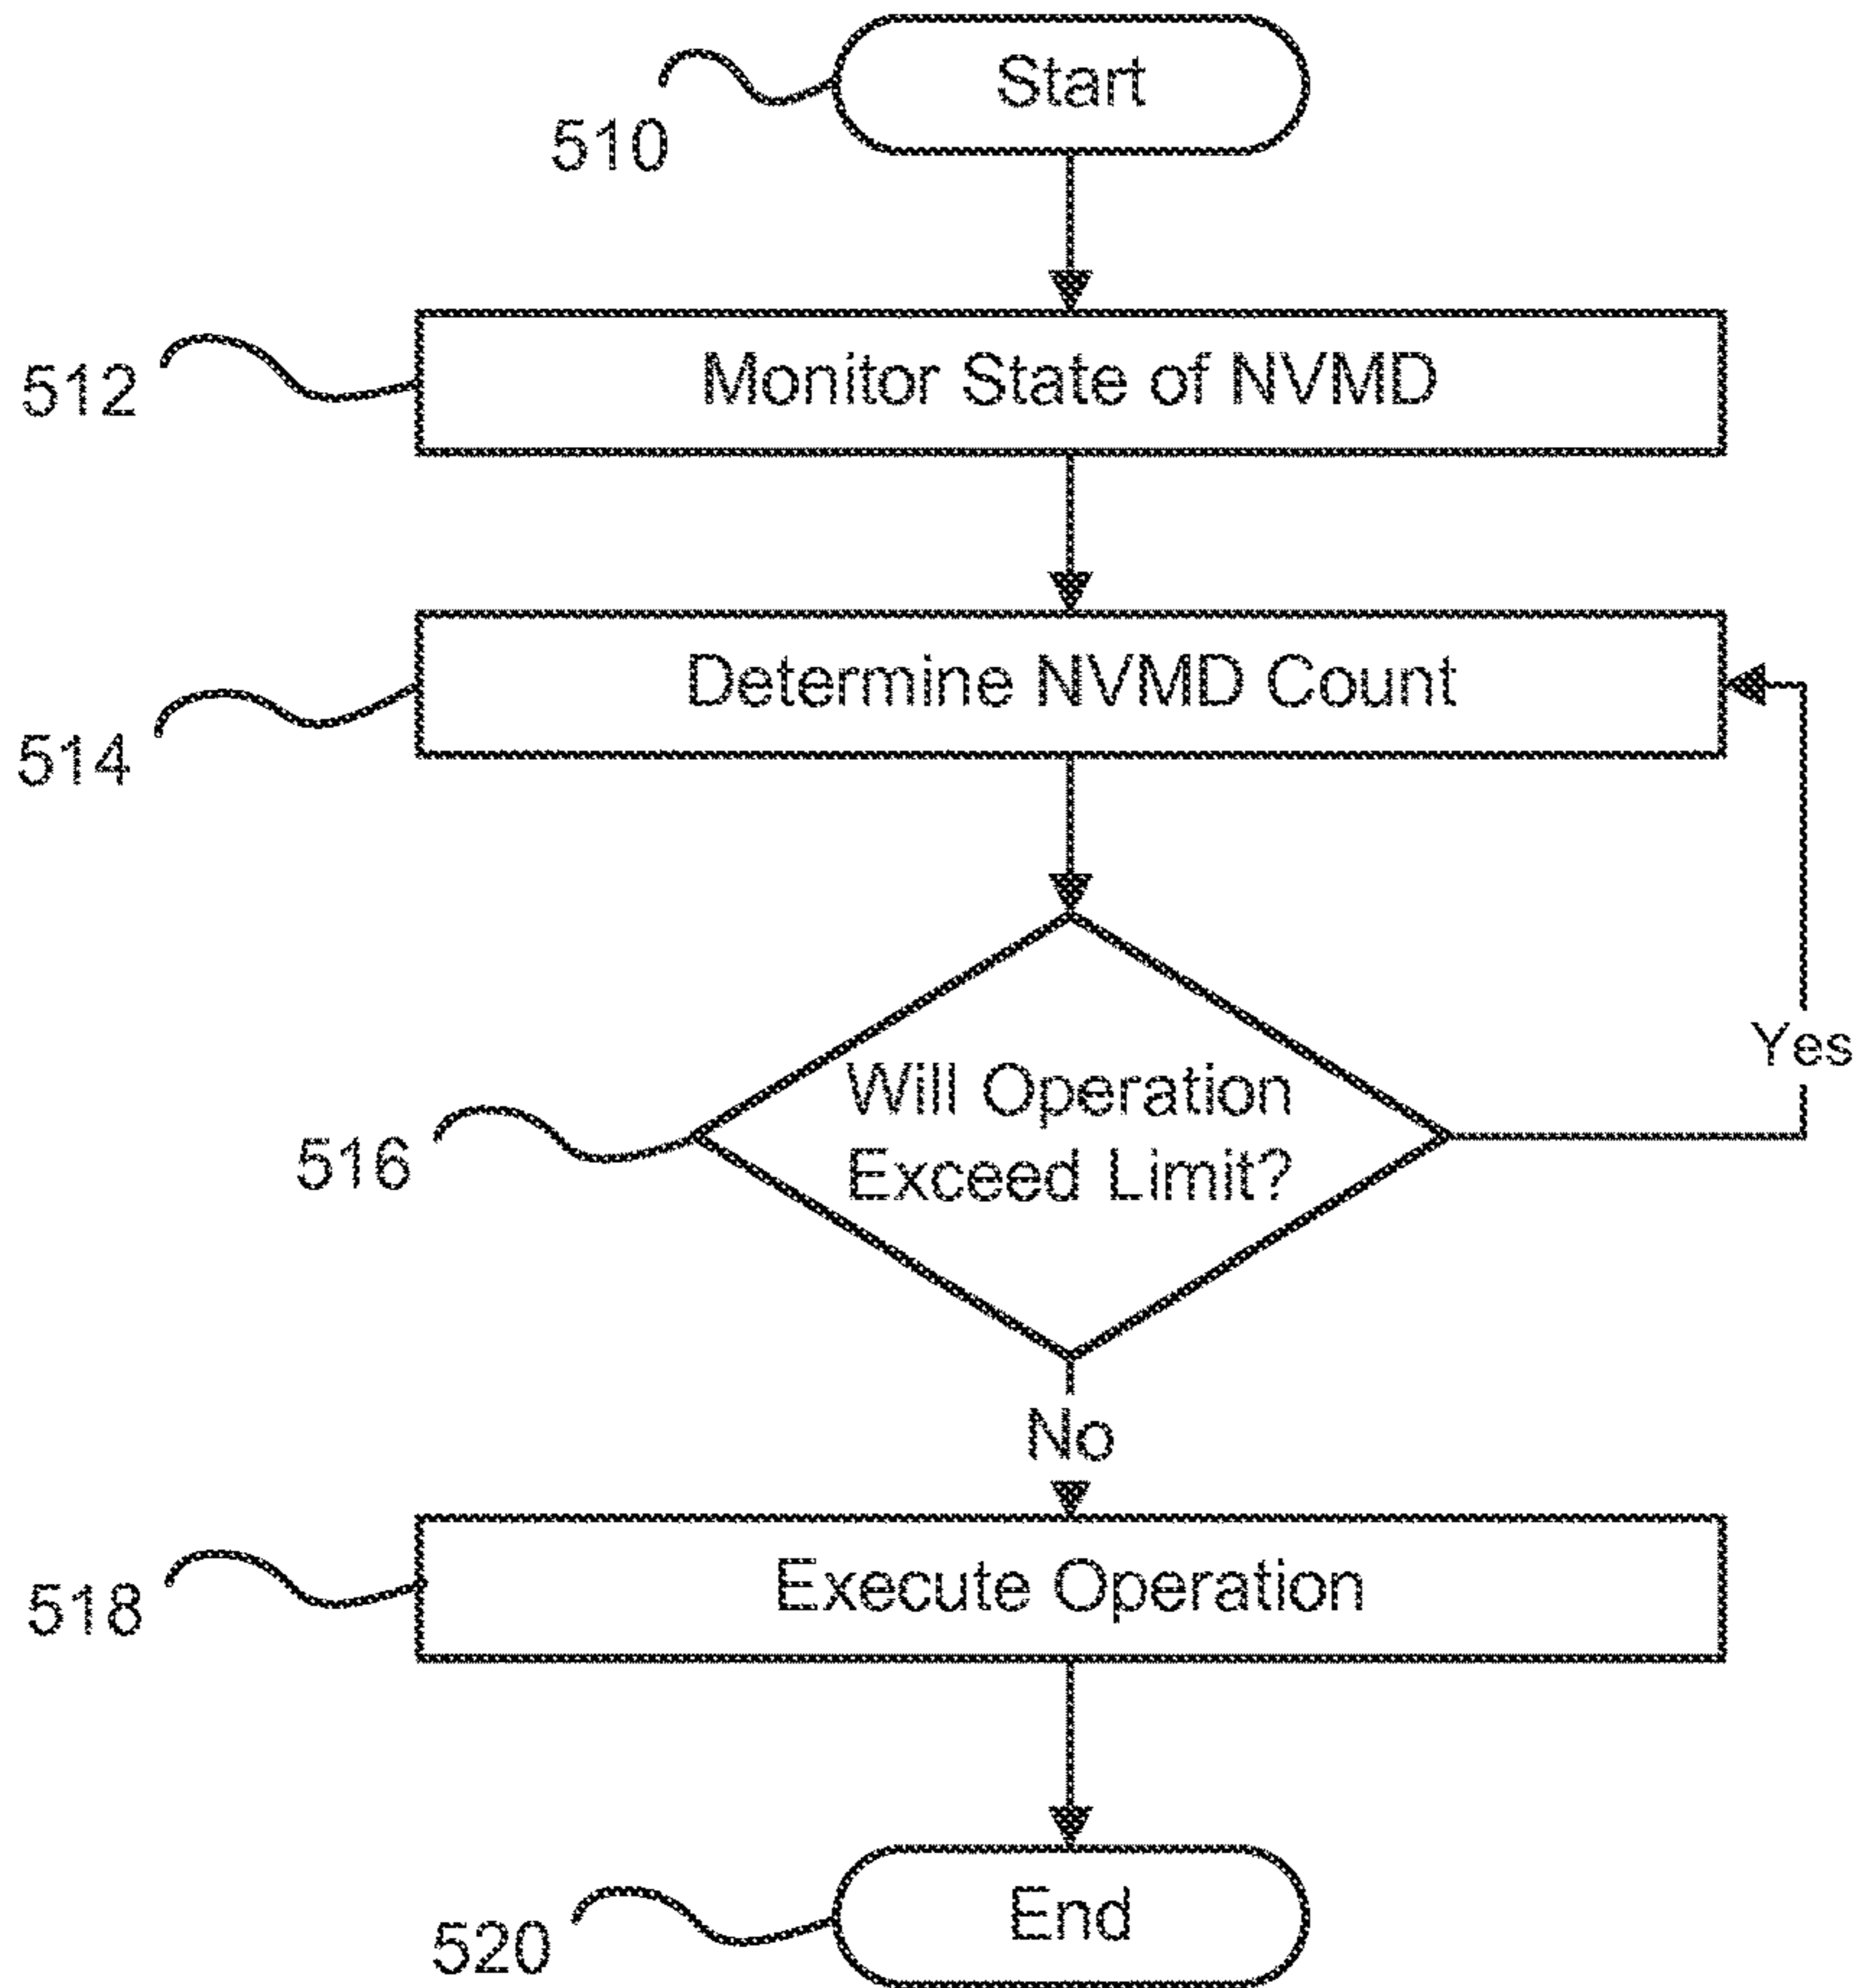 Start
510
Monitor State of NVMD
512
Determine NVMD Count
514
Will Operation
Exceed Limit?
Yes
516
No
Execute Operation
518
End
520